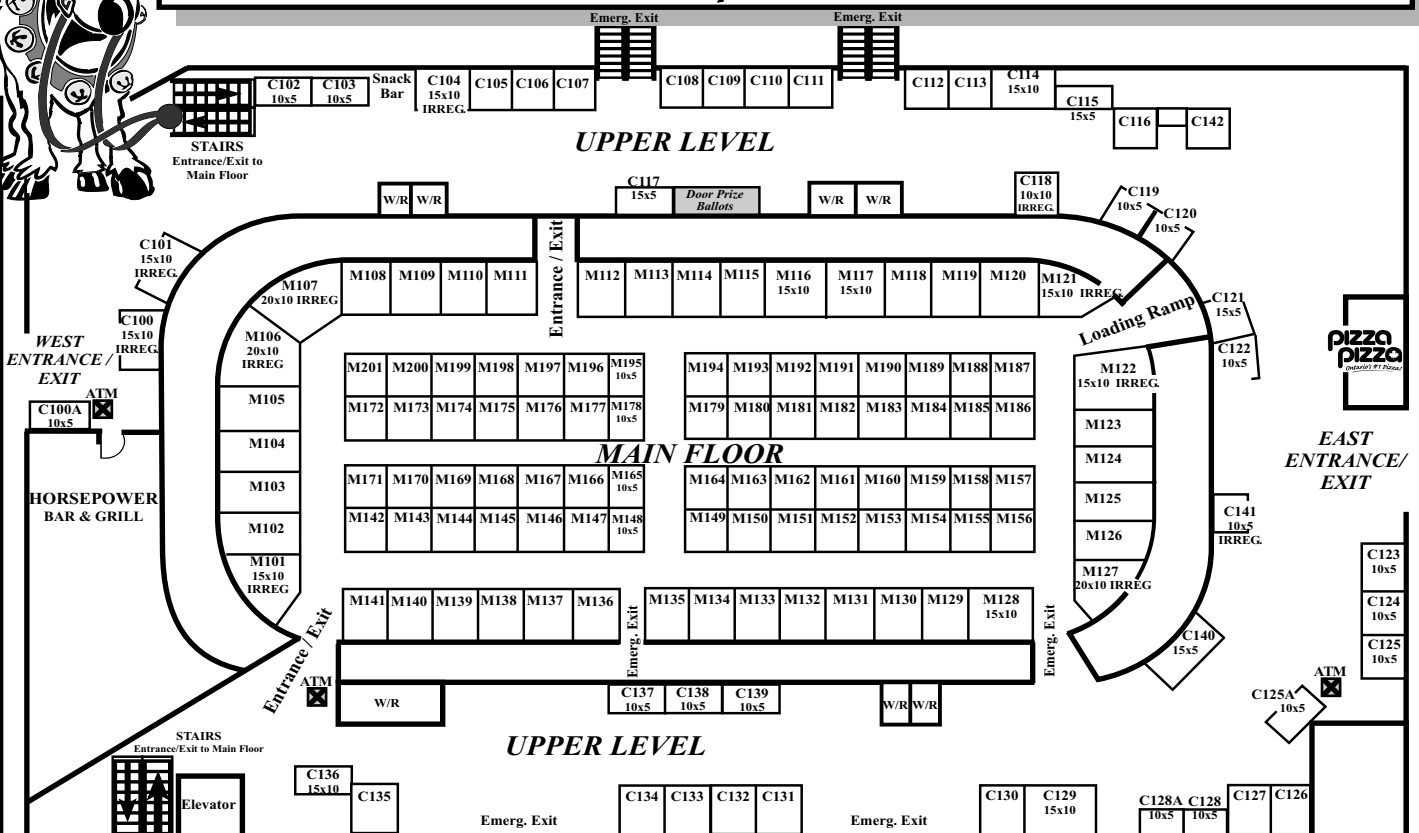 Emerg. Exit
Emerg. Exit
C102
10x5
C103
10x5
Snack
Bar
C104
15x10
IRREG.
C105
C106
C107
C108
C109
C110
C111
C112
C113
C114
15x10
C115
15x5
C116
C142
STAIRS
Entrance/Exit to
Main Floor
UPPER LEVEL
W/R
W/R
C117
15x5
Door Prize
Ballots
W/R
W/R
C118
10x10
IRREG.
C119
10x5
C120
10x5
C101
15x10
IRREG.
C100
15x10
IRREG.
WEST
ENTRANCE /
EXIT
ATM
C100A
10x5
HORSEPOWER
BAR & GRILL
M107
20x10 IRREG
M108
M109
M110
M111
Entrance / Exit
M112
M113
M114
M115
M116
15x10
M117
15x10
M118
M119
M120
M121
15x10 IRREG.
Loading Ramp
C121
15x5
C122
10x5
pizza
pizza
Ontario's #1 Pizza!
M106
20x10
IRREG
M105
M104
M103
M102
M101
15x10
IRREG
M201
M200
M199
M198
M197
M196
M195
10x5
M194
M193
M192
M191
M190
M189
M188
M187
M172
M173
M174
M175
M176
M177
M178
10x5
M179
M180
M181
M182
M183
M184
M185
M186
MAIN FLOOR
M171
M170
M169
M168
M167
M166
M165
10x5
M164
M163
M162
M161
M160
M159
M158
M157
M142
M143
M144
M145
M146
M147
M148
10x5
M149
M150
M151
M152
M153
M154
M155
M156
M122
15x10 IRREG.
M123
M124
M125
M126
M127
20x10 IRREG
EAST
ENTRANCE/
EXIT
C141
10x5
IRREG.
C123
10x5
C124
10x5
C125
10x5
ATM
C125A
10x5
C140
15x5
Entrance / Exit
M141
M140
M139
M138
M137
M136
Emerg. Exit
M135
M134
M133
M132
M131
M130
M129
M128
15x10
Emerg. Exit
ATM
W/R
C137
10x5
C138
10x5
C139
10x5
W/R
W/R
UPPER LEVEL
STAIRS
Entrance/Exit to Main Floor
Elevator
C136
15x10
C135
Emerg. Exit
C134
C133
C132
C131
Emerg. Exit
C130
C129
15x10
C128A
10x5
C128
10x5
C127
C126